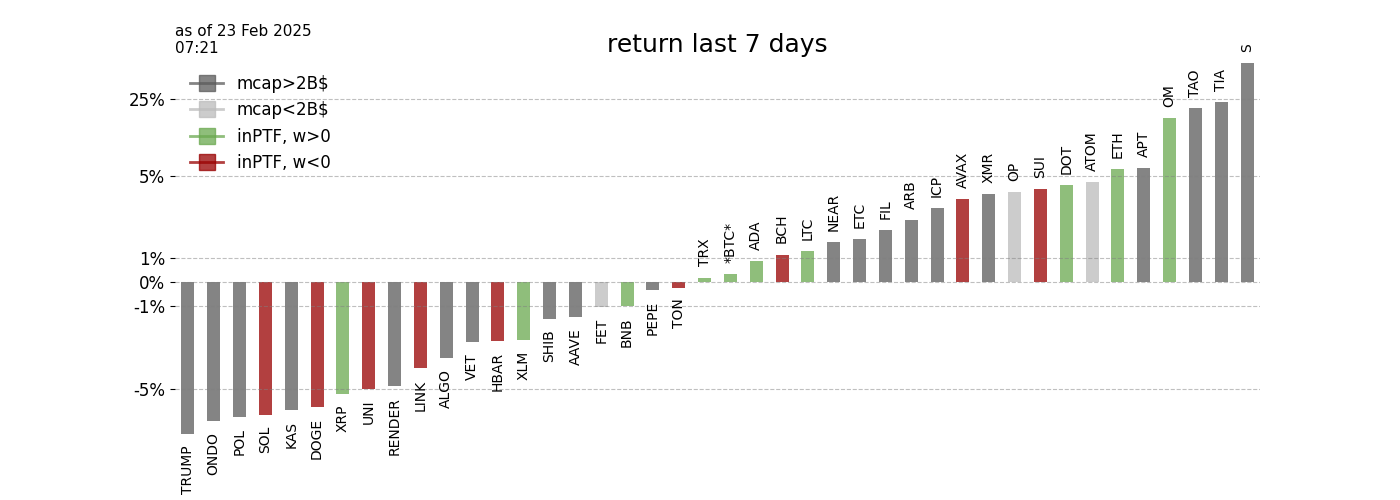 as of 23 Feb 2025
07:21
return last 7 days
mcap>2B$
mcap<2B$
inPTF, w>0
inPTF, w<0
25%
5%
1%
0%
-1%
-5%
TRUMP
ONDO
POL
SOL
KAS
DOGE
XRP
UNI
RENDER
LINK
ALGO
VET
HBAR
XLM
SHIB
AAVE
FET
BNB
PEPE
TON
TRX
*BTC*
ADA
BCH
LTC
NEAR
ETC
FIL
ARB
ICP
AVAX
XMR
OP
SUI
DOT
ATOM
ETH
APT
OM
TAO
TIA
S